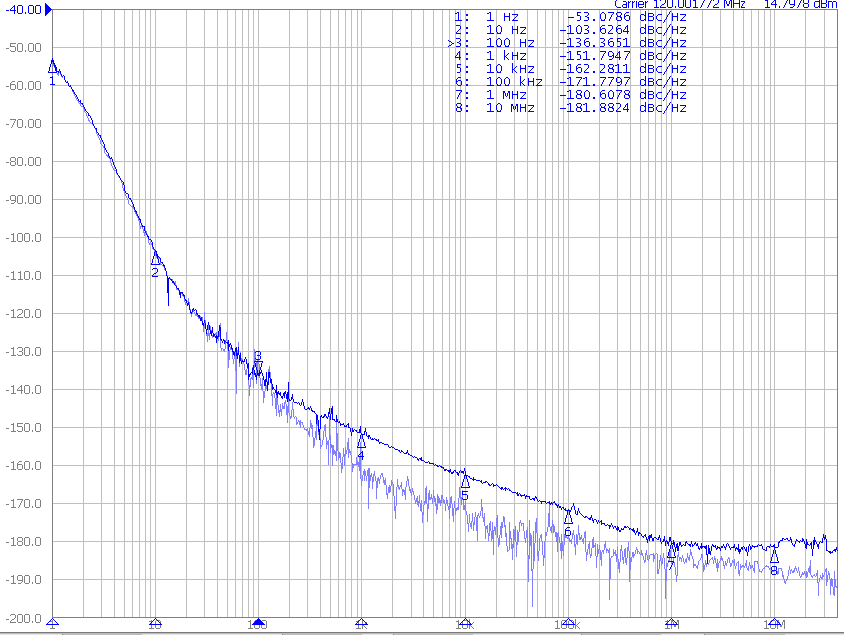 Carrier 120.001772 MHz 14.7978 dBm
-40.00
1: 1 Hz -53.0786 dBc/Hz
2: 10 Hz -103.6264 dBc/Hz
>3: 100 Hz -136.3651 dBc/Hz
4: 1 kHz -151.7947 dBc/Hz
5: 10 kHz -162.2811 dBc/Hz
6: 100 kHz -171.7797 dBc/Hz
7: 1 MHz -180.6078 dBc/Hz
8: 10 MHz -181.8824 dBc/Hz
-50.00
1
-60.00
-70.00
-80.00
-90.00
-100.0
2
-110.0
-120.0
-130.0
3
-140.0
-150.0
4
-160.0
5
-170.0
6
-180.0
7
8
-190.0
-200.0
1 10 100 1K 10K 100K 1M 10M